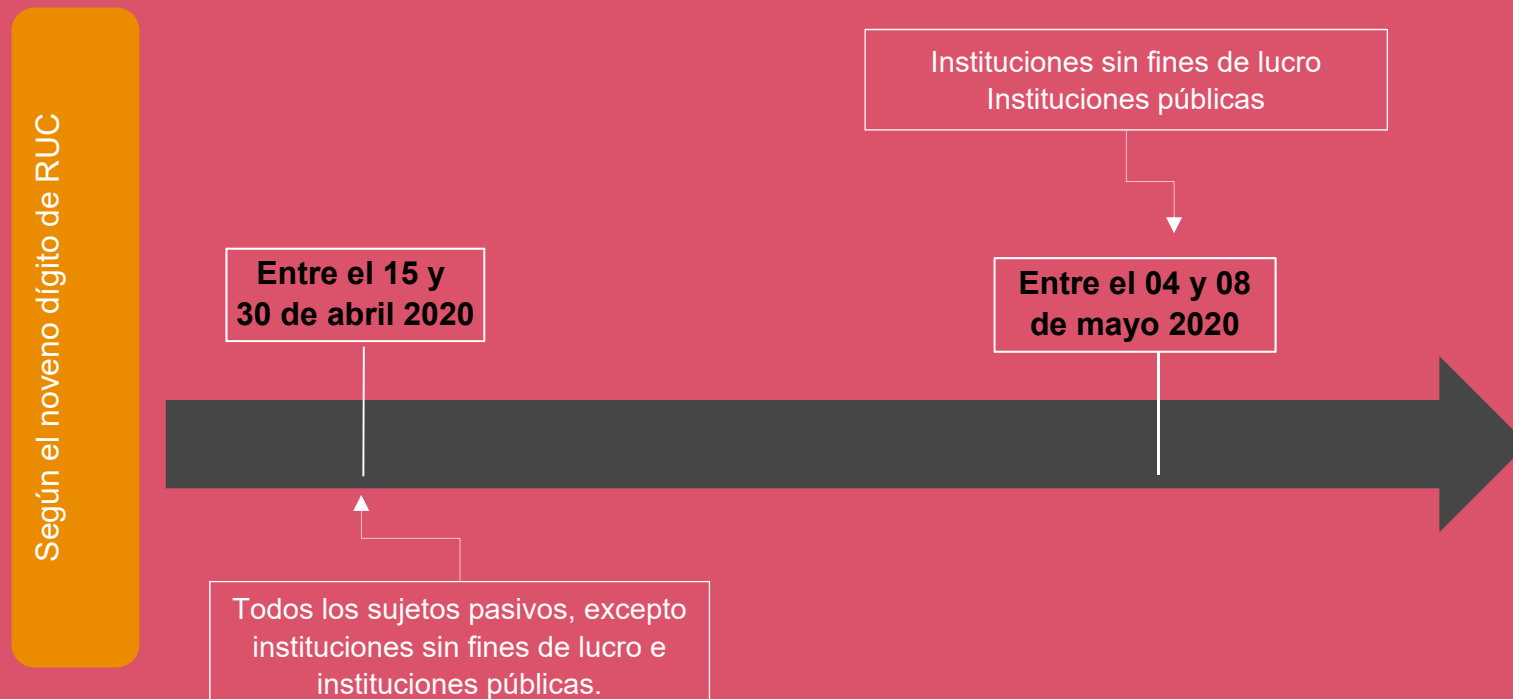 Según el noveno dígito de RUC
Instituciones sin fines de lucro
Instituciones públicas
Entre el 15 y
30 de abril 2020
Entre el 04 y 08
de mayo 2020
Todos los sujetos pasivos, excepto
instituciones sin fines de lucro e
instituciones públicas.